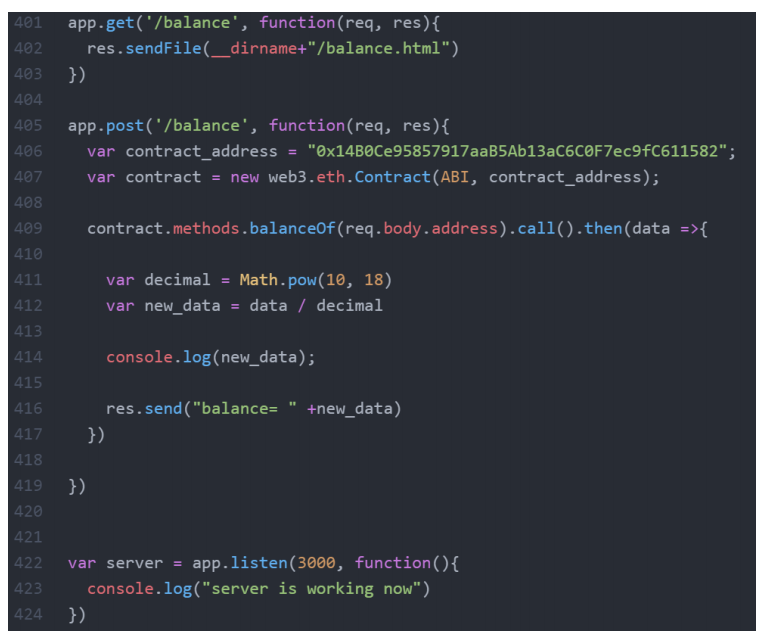 401 app.get('/balance', function(req, res){
402   res.sendFile(__dirname+"/balance.html")
403 })
404
405 app.post('/balance', function(req, res){
406   var contract_address = "0x14B0Ce95857917aaB5Ab13aC6C0F7ec9fC611582";
407   var contract = new web3.eth.Contract(ABI, contract_address);
408
409   contract.methods.balanceOf(req.body.address).call().then(data =>{
410
411     var decimal = Math.pow(10, 18)
412     var new_data = data / decimal
413
414     console.log(new_data);
415
416     res.send("balance= " +new_data)
417   })
418
419 })
420
421
422 var server = app.listen(3000, function(){
423   console.log("server is working now")
424 })